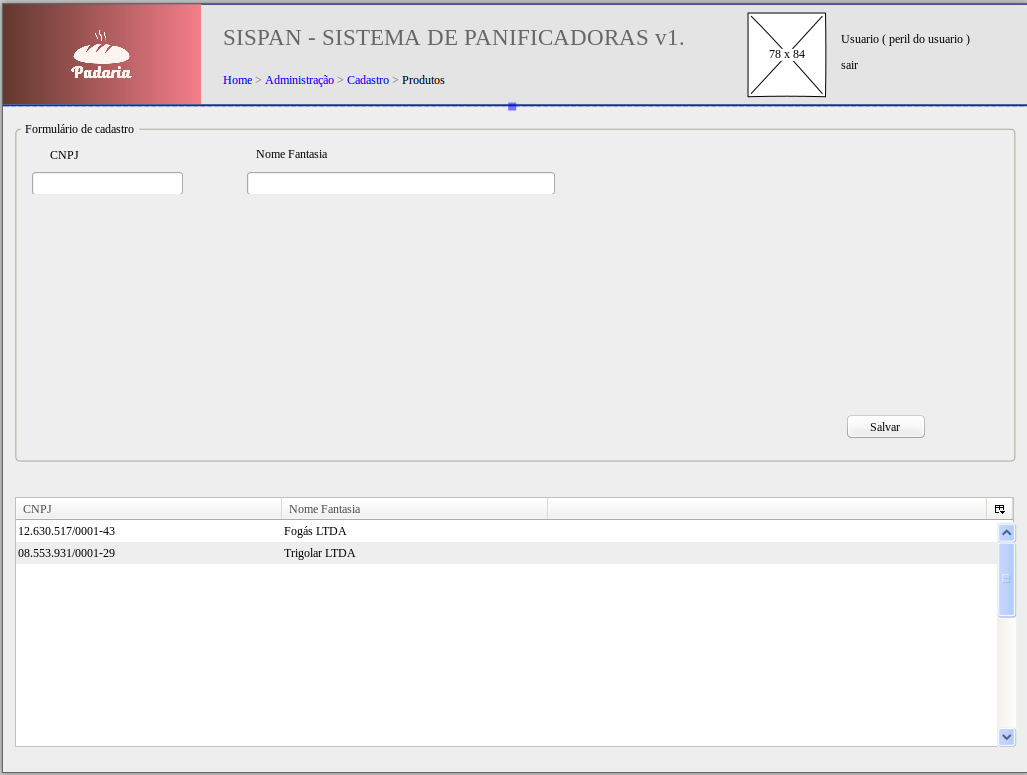 Padaria
SISPAN - SISTEMA DE PANIFICADORAS v1.
Home > Administração > Cadastro > Produtos
78 x 84
Usuario ( peril do usuario )
sair
Formulário de cadastro
CNPJ Nome Fantasia
Salvar
CNPJ Nome Fantasia
12.630.517/0001-43 Fogás LTDA
08.553.931/0001-29 Trigolar LTDA